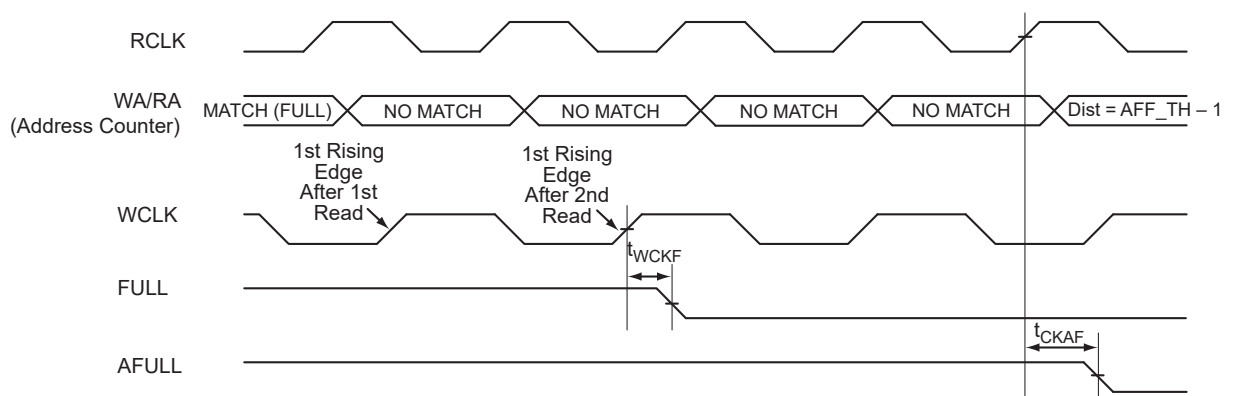 RCLK
WA/RA
(Address Counter)
MATCH (FULL)
NO MATCH
NO MATCH
NO MATCH
NO MATCH
Dist = AFF_TH – 1
1st Rising
Edge
After 1st
Read
1st Rising
Edge
After 2nd
Read
WCLK
tWCKF
FULL
tCKAF
AFULL